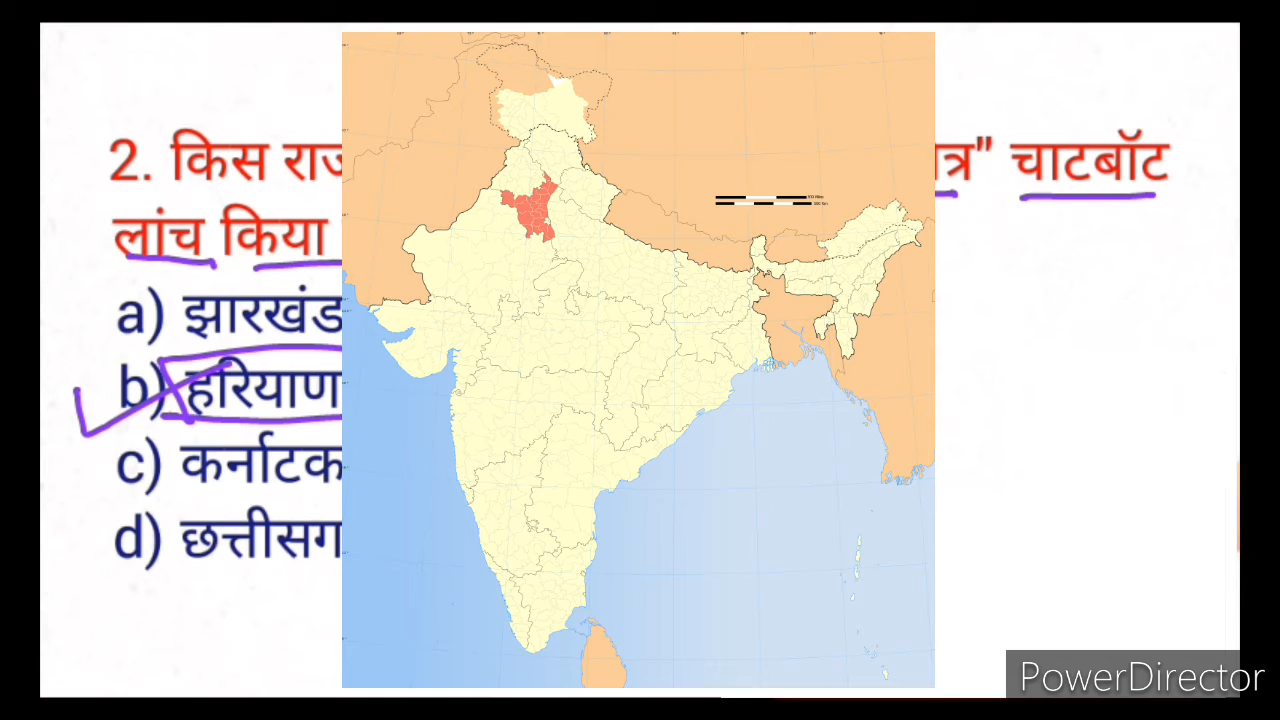 2. किस राज त्र" चाटबॉट
लांच किया
a) झारखंड
b) हरियाण
c) कर्नाटक
d) छत्तीसग
PowerDirector